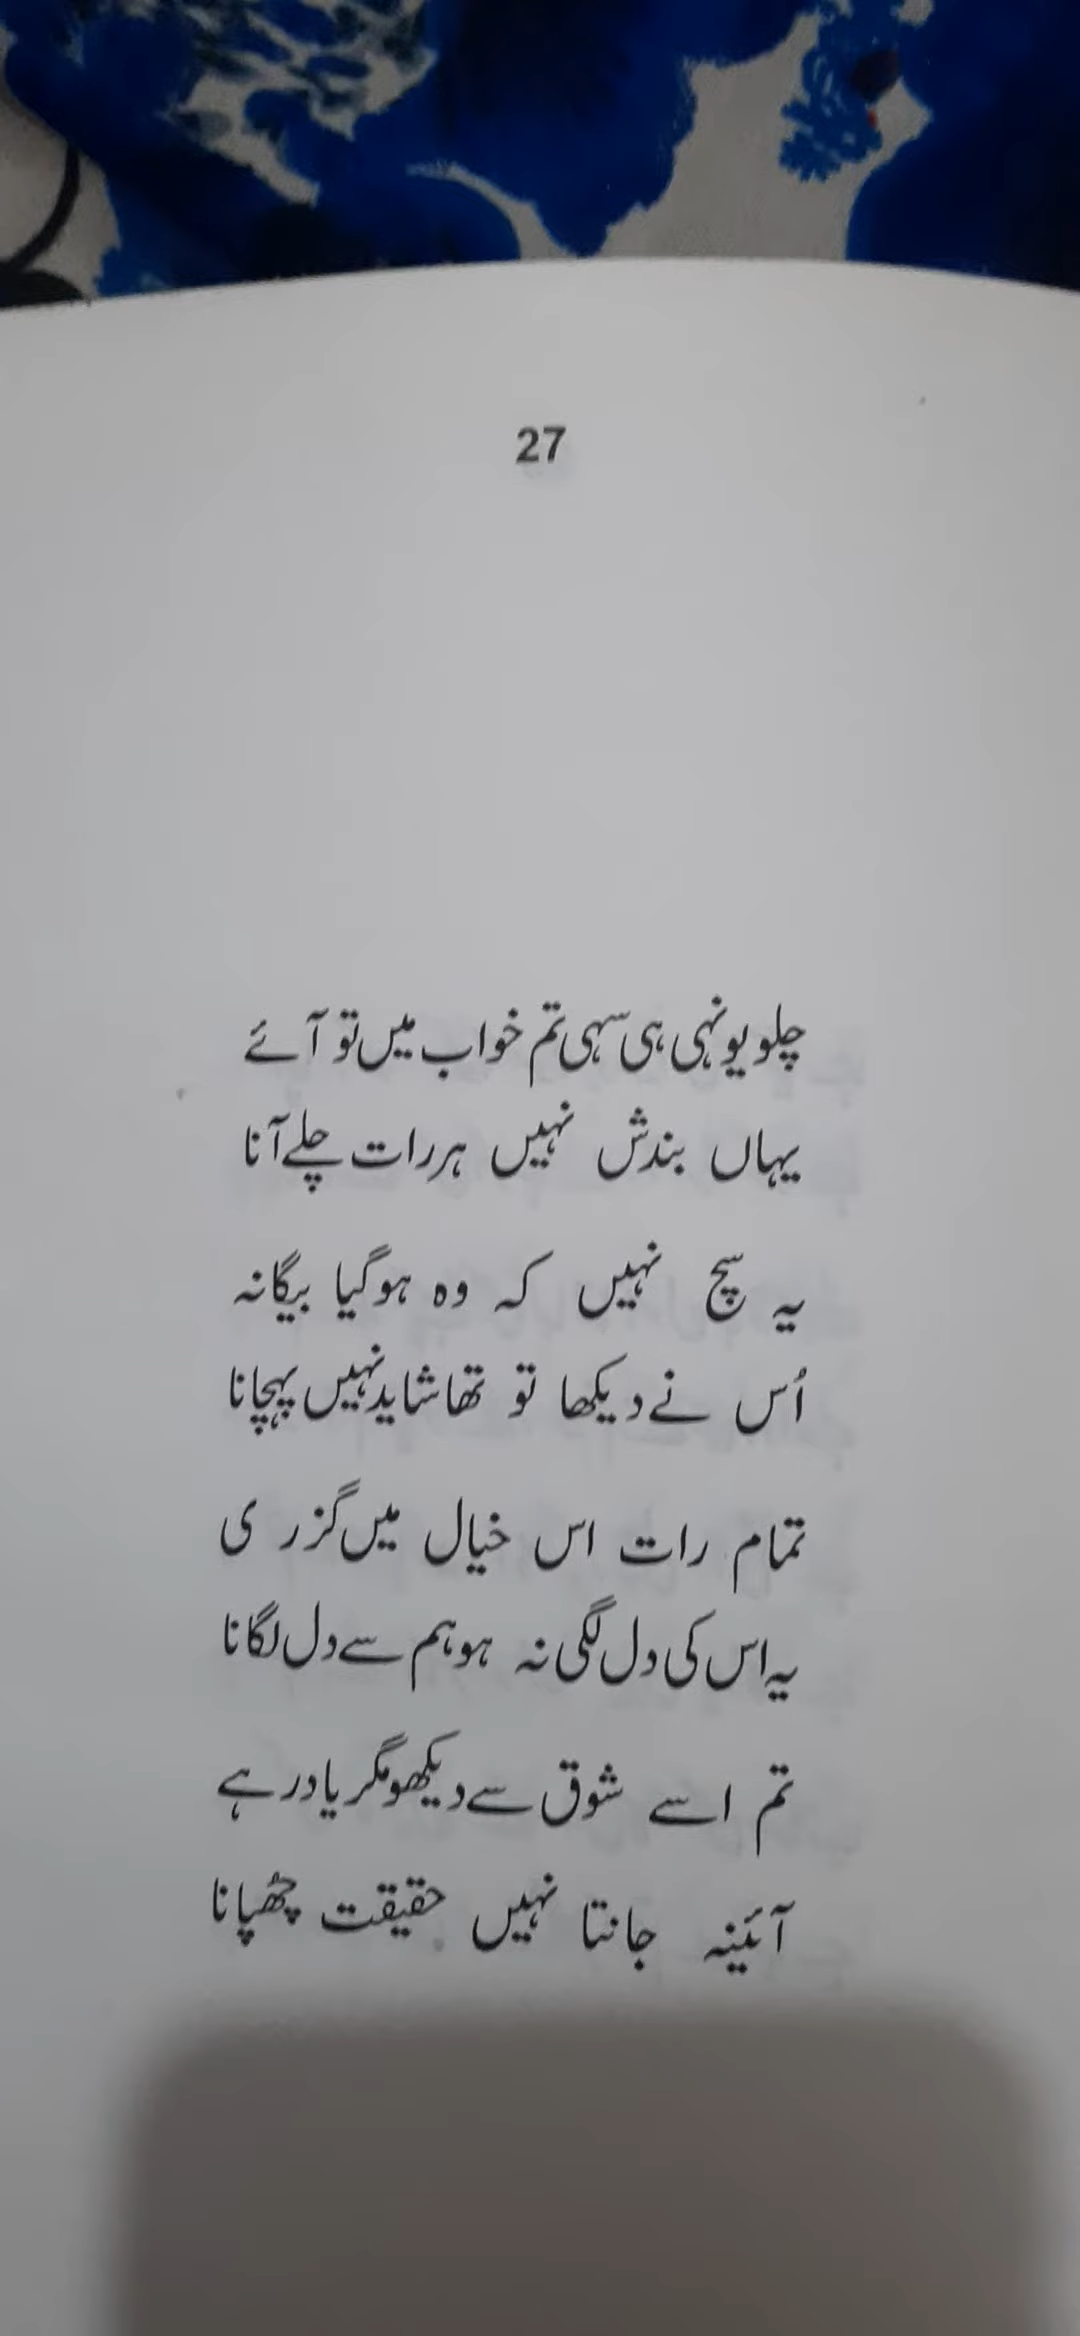 27
چلو یونہی ہی سہی تم خواب میں تو آئے
یہاں بندش نہیں ہر رات چلے آنا
یہ سچ نہیں کہ وہ ہوگیا بیگانہ
اُس نے دیکھا تو تھا شاید نہیں پہچانا
تمام رات اس خیال میں گزری
یہ اس کی دل لگی نہ ہو ہم سے دل لگانا
تم اسے شوق سے دیکھو مگر یاد رہے
آئینہ جانتا نہیں حقیقت چھپانا